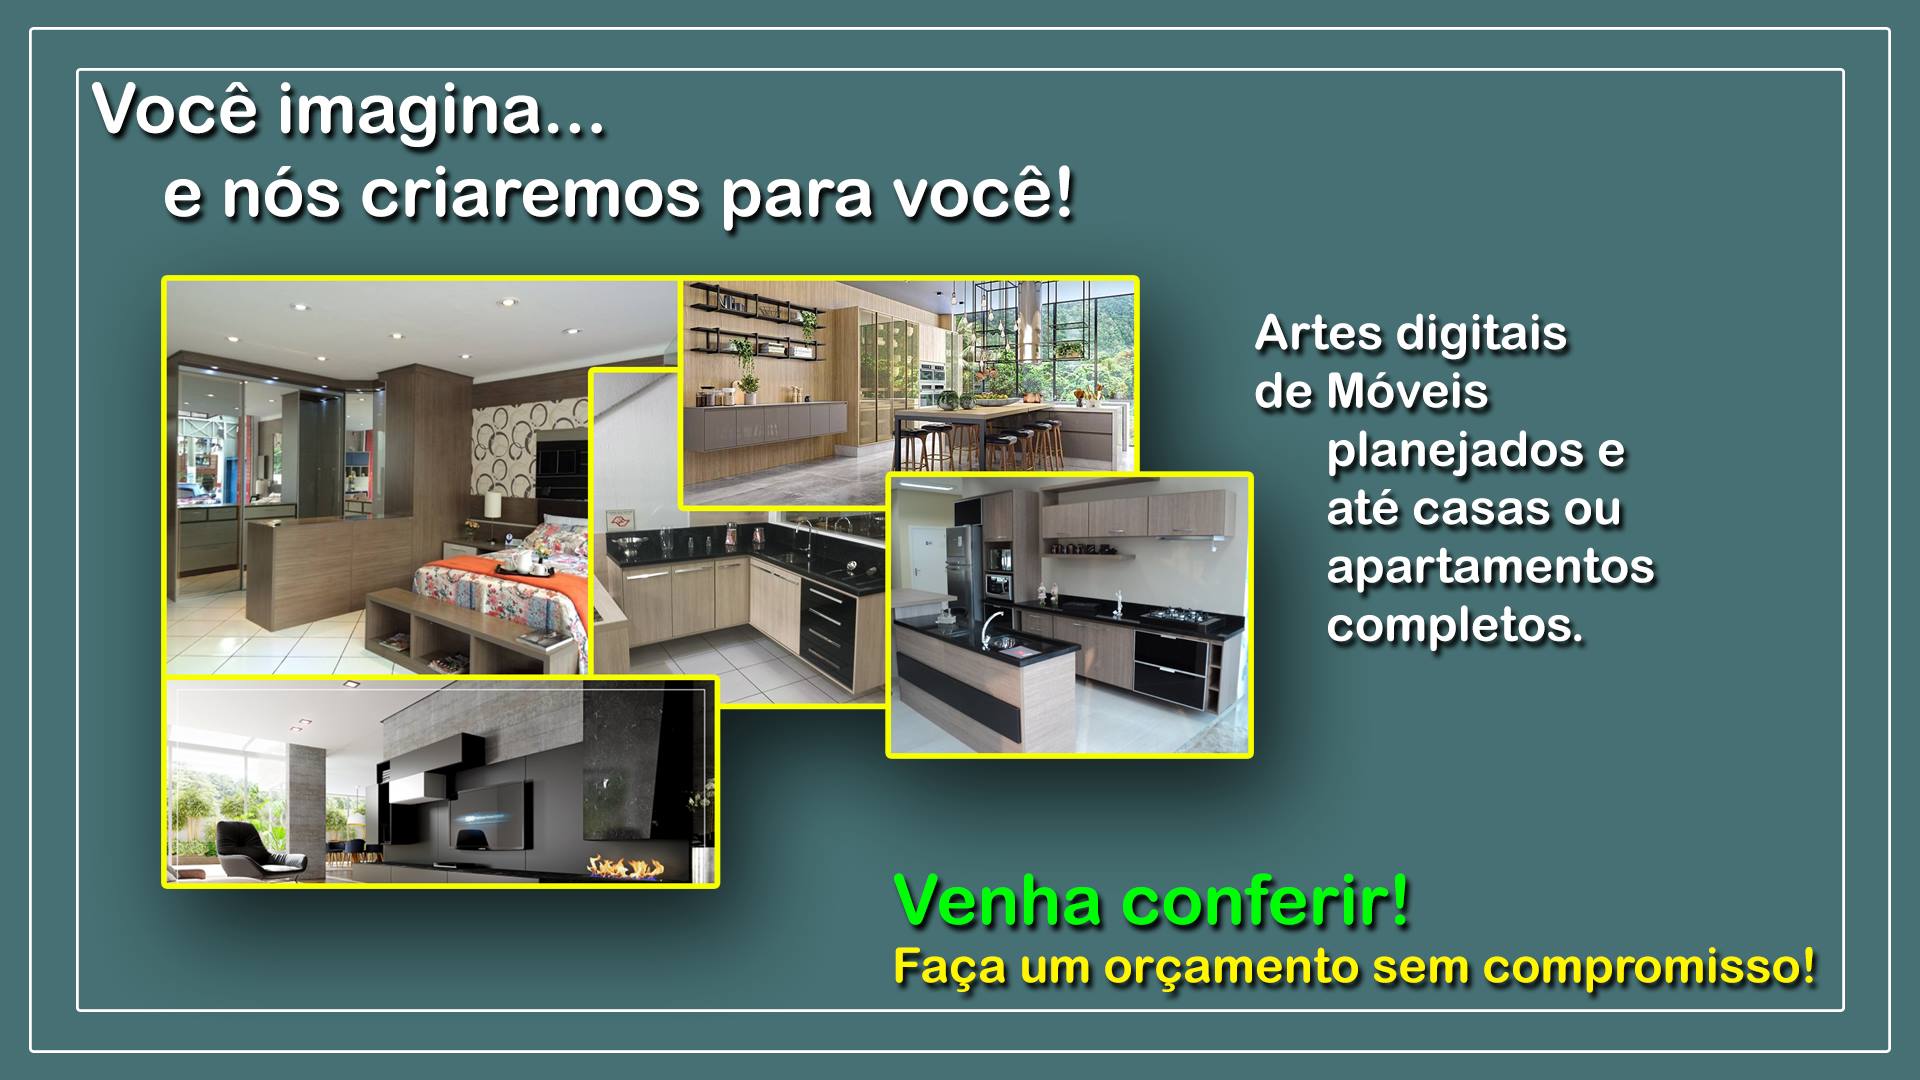 Você imagina...
e nós criaremos para você!
Artes digitais
de Móveis
planejados e
até casas ou
apartamentos
completos.
Venha conferir!
Faça um orçamento sem compromisso!